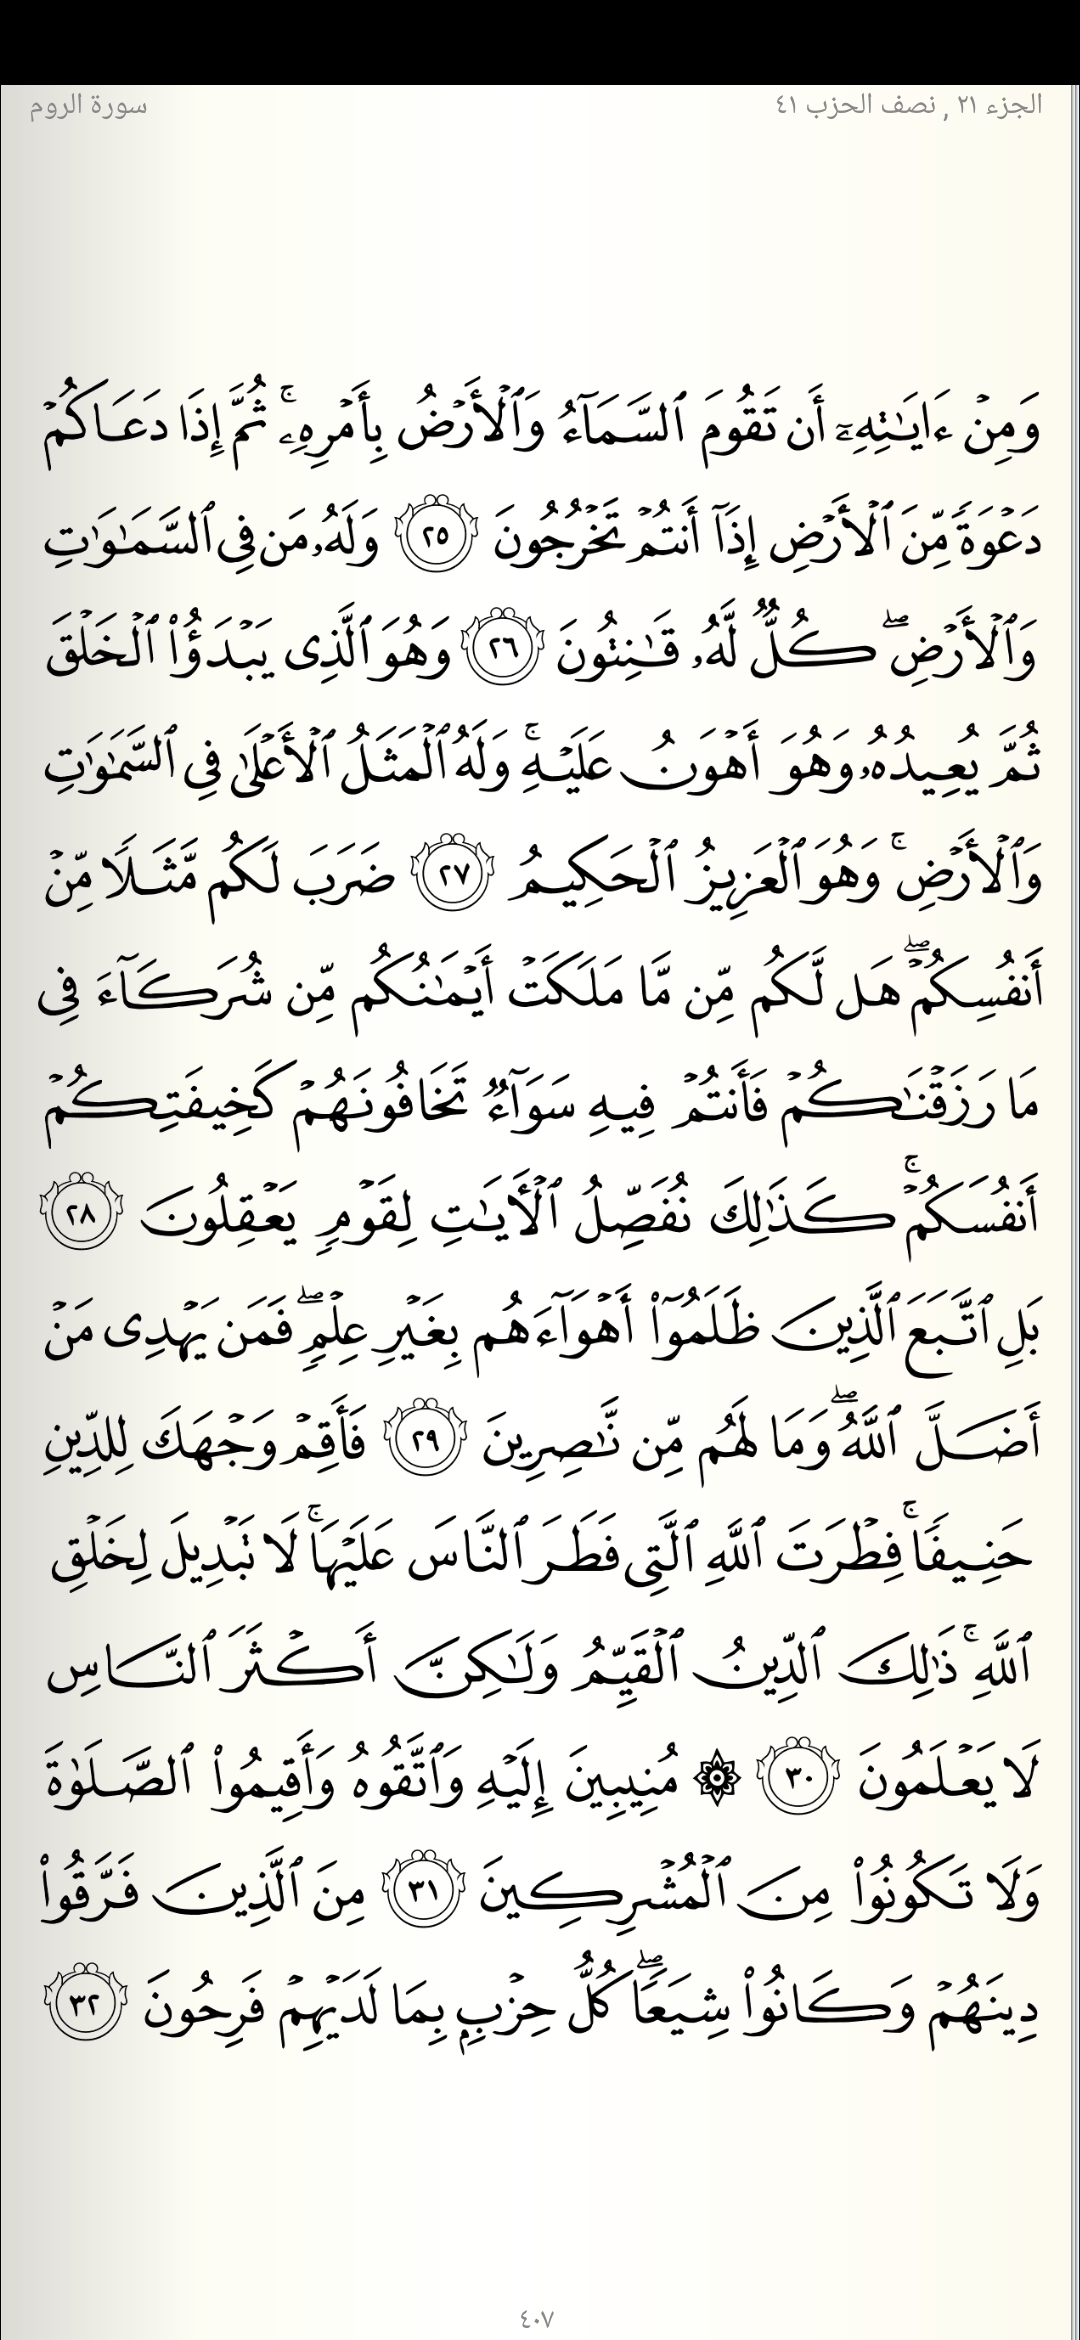 الجزء ٢١ , نصف الحزب ٤١
سورة الروم
وَمِنْ ءَايَـٰتِهِۦٓ أَن تَقُومَ ٱلسَّمَآءُ وَٱلْأَرْضُ بِأَمْرِهِۦ ۚ ثُمَّ إِذَا دَعَاكُمْ
دَعْوَةً مِّنَ ٱلْأَرْضِ إِذَآ أَنتُمْ تَخْرُجُونَ ٢٥ وَلَهُۥ مَن فِى ٱلسَّمَـٰوَٰتِ
وَٱلْأَرْضِ ۖ كُلٌّ لَّهُۥ قَـٰنِتُونَ ٢٦ وَهُوَ ٱلَّذِى يَبْدَؤُا۟ ٱلْخَلْقَ
ثُمَّ يُعِيدُهُۥ وَهُوَ أَهْوَنُ عَلَيْهِ ۚ وَلَهُ ٱلْمَثَلُ ٱلْأَعْلَىٰ فِى ٱلسَّمَـٰوَٰتِ
وَٱلْأَرْضِ ۚ وَهُوَ ٱلْعَزِيزُ ٱلْحَكِيمُ ٢٧ ضَرَبَ لَكُم مَّثَلًا مِّنْ
أَنفُسِكُمْ ۖ هَل لَّكُم مِّن مَّا مَلَكَتْ أَيْمَـٰنُكُم مِّن شُرَكَآءَ فِى
مَا رَزَقْنَـٰكُمْ فَأَنتُمْ فِيهِ سَوَآءٌ تَخَافُونَهُمْ كَخِيفَتِكُمْ
أَنفُسَكُمْ ۚ كَذَٰلِكَ نُفَصِّلُ ٱلْـَٔايَـٰتِ لِقَوْمٍ يَعْقِلُونَ ٢٨
بَلِ ٱتَّبَعَ ٱلَّذِينَ ظَلَمُوٓا۟ أَهْوَآءَهُم بِغَيْرِ عِلْمٍ ۖ فَمَن يَهْدِى مَنْ
أَضَلَّ ٱللَّهُ ۖ وَمَا لَهُم مِّن نَّـٰصِرِينَ ٢٩ فَأَقِمْ وَجْهَكَ لِلدِّينِ
حَنِيفًا ۚ فِطْرَتَ ٱللَّهِ ٱلَّتِى فَطَرَ ٱلنَّاسَ عَلَيْهَا ۚ لَا تَبْدِيلَ لِخَلْقِ
ٱللَّهِ ۚ ذَٰلِكَ ٱلدِّينُ ٱلْقَيِّمُ وَلَـٰكِنَّ أَكْثَرَ ٱلنَّاسِ
لَا يَعْلَمُونَ ٣٠ ۞ مُنِيبِينَ إِلَيْهِ وَٱتَّقُوهُ وَأَقِيمُوا۟ ٱلصَّلَوٰةَ
وَلَا تَكُونُوا۟ مِنَ ٱلْمُشْرِكِينَ ٣١ مِنَ ٱلَّذِينَ فَرَّقُوا۟
دِينَهُمْ وَكَانُوا۟ شِيَعًا ۖ كُلُّ حِزْبٍۭ بِمَا لَدَيْهِمْ فَرِحُونَ ٣٢
٤٠٧